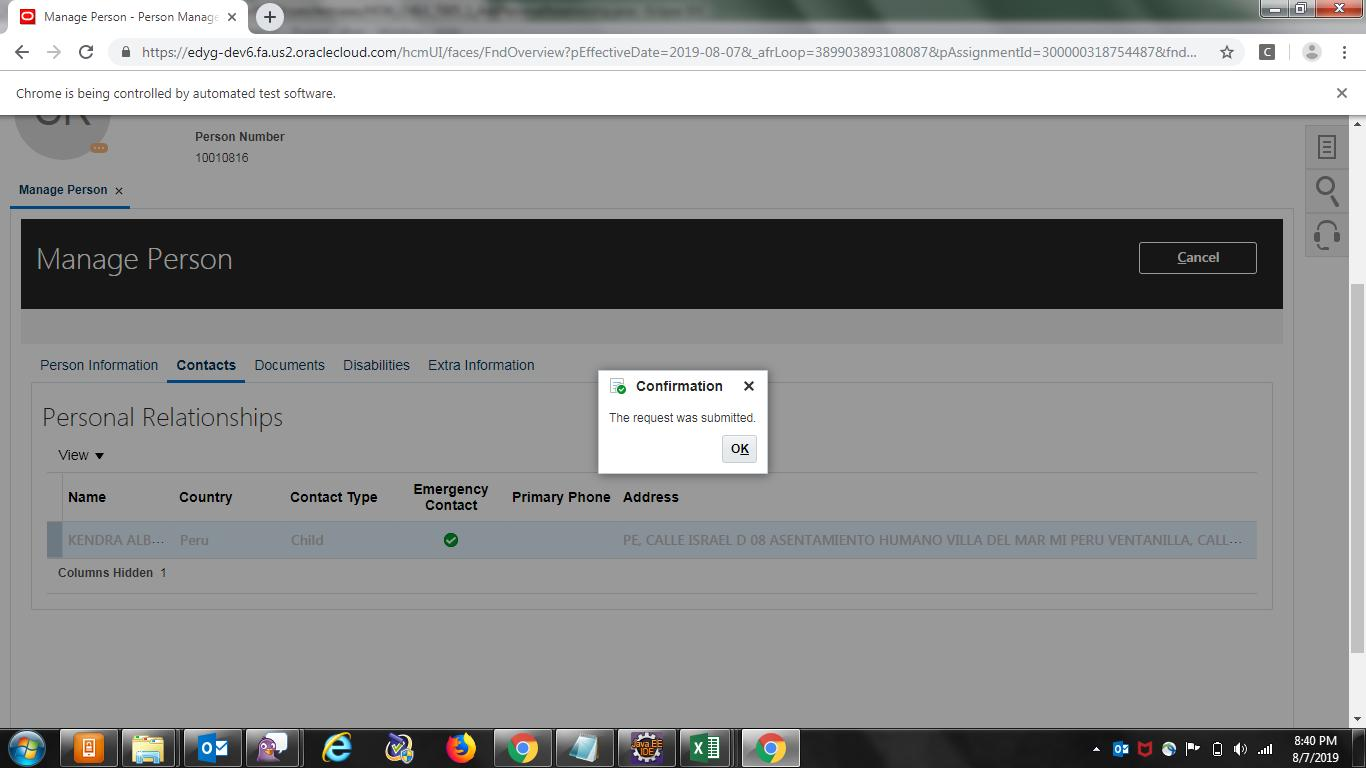 Manage Person - Person Manage
https://edyg-dev6.fa.us2.oraclecloud.com/hcmUI/faces/FndOverview?pEffectiveDate=2019-08-07&_afrLoop=389903893108087&pAssignmentId=3000003187544487&fnd...
C
Chrome is being controlled by automated test software.
Person Number
10010816
Manage Person
Manage Person
Cancel
Person Information Contacts Documents Disabilities Extra Information
Confirmation
The request was submitted.
OK
Personal Relationships
View
Name Country Contact Type Emergency Contact Primary Phone Address
KENDRA ALB... Peru Child PE, CALLE ISRAEL D 08 ASENTAMIENTO HUMANO VILLA DEL MAR MI PERU VENTANILLA, CALL...
Columns Hidden 1
Java EE
IDE
8:40 PM
8/7/2019